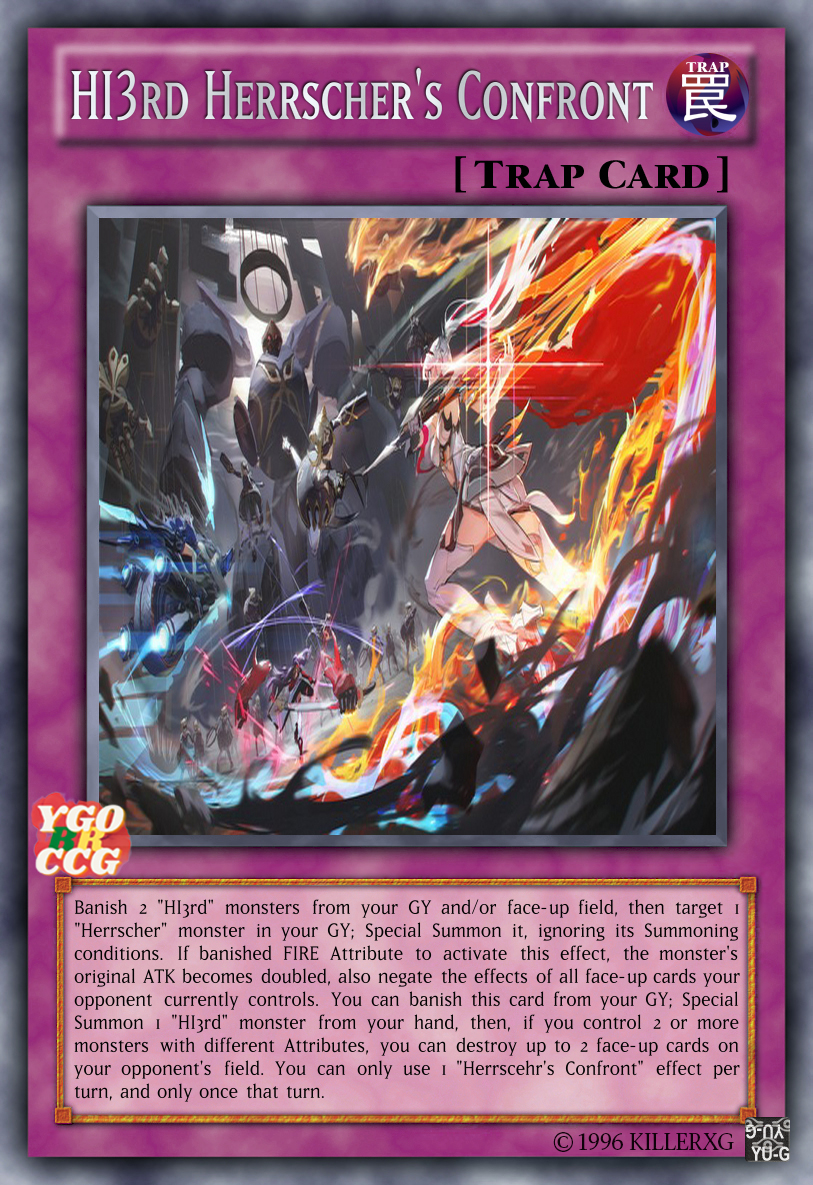 HI3rd Herrscher's Confront
TRAP
罠
[Trap Card]
YGO
BR
CCG
Banish 2 "HI3rd" monsters from your GY and/or face-up field, then target 1
"Herrscher" monster in your GY; Special Summon it, ignoring its Summoning
conditions. If banished FIRE Attribute to activate this effect, the monster's
original ATK becomes doubled, also negate the effects of all face-up cards your
opponent currently controls. You can banish this card from your GY; Special
Summon 1 "HI3rd" monster from your hand, then, if you control 2 or more
monsters with different Attributes, you can destroy up to 2 face-up cards on
your opponent's field. You can only use 1 "Herrscehr's Confront" effect per
turn, and only once that turn.
© 1996 KILLERXG
YU-G